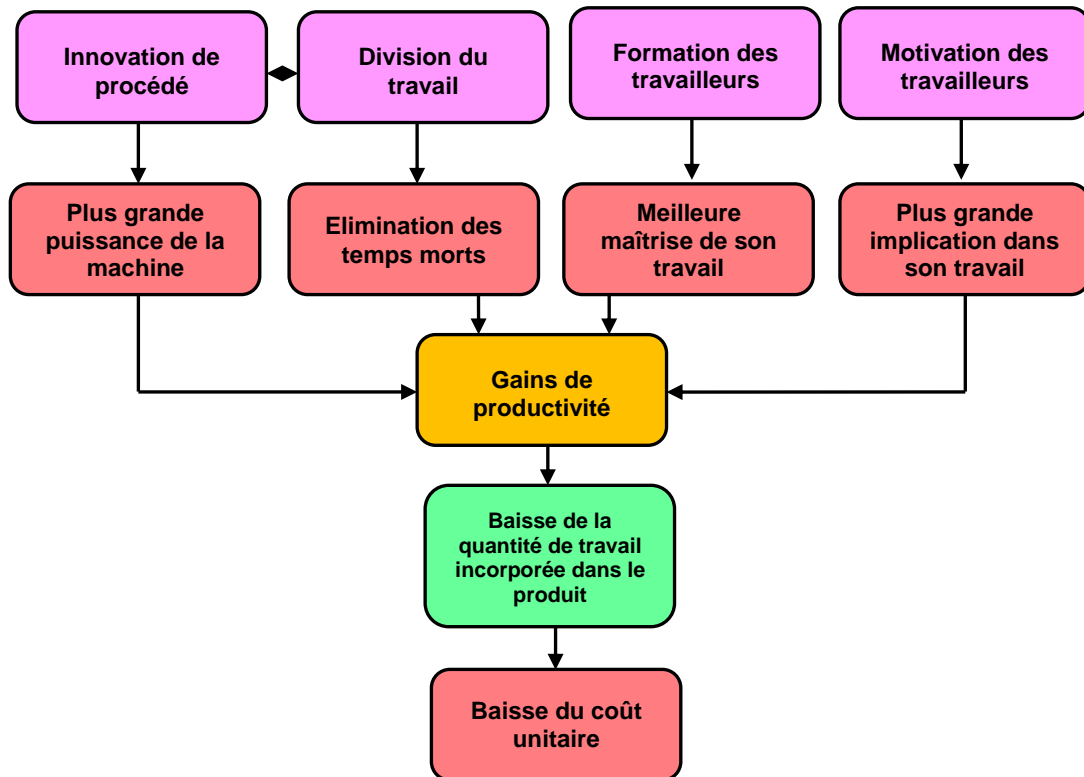 Innovation de
procédé
Division du
travail
Formation des
travailleurs
Motivation des
travailleurs
Plus grande
puissance de la
machine
Elimination des
temps morts
Meilleure
maîtrise de son
travail
Plus grande
implication dans
son travail
Gains de
productivité
Baisse de la
quantité de travail
incorporée dans le
produit
Baisse du coût
unitaire